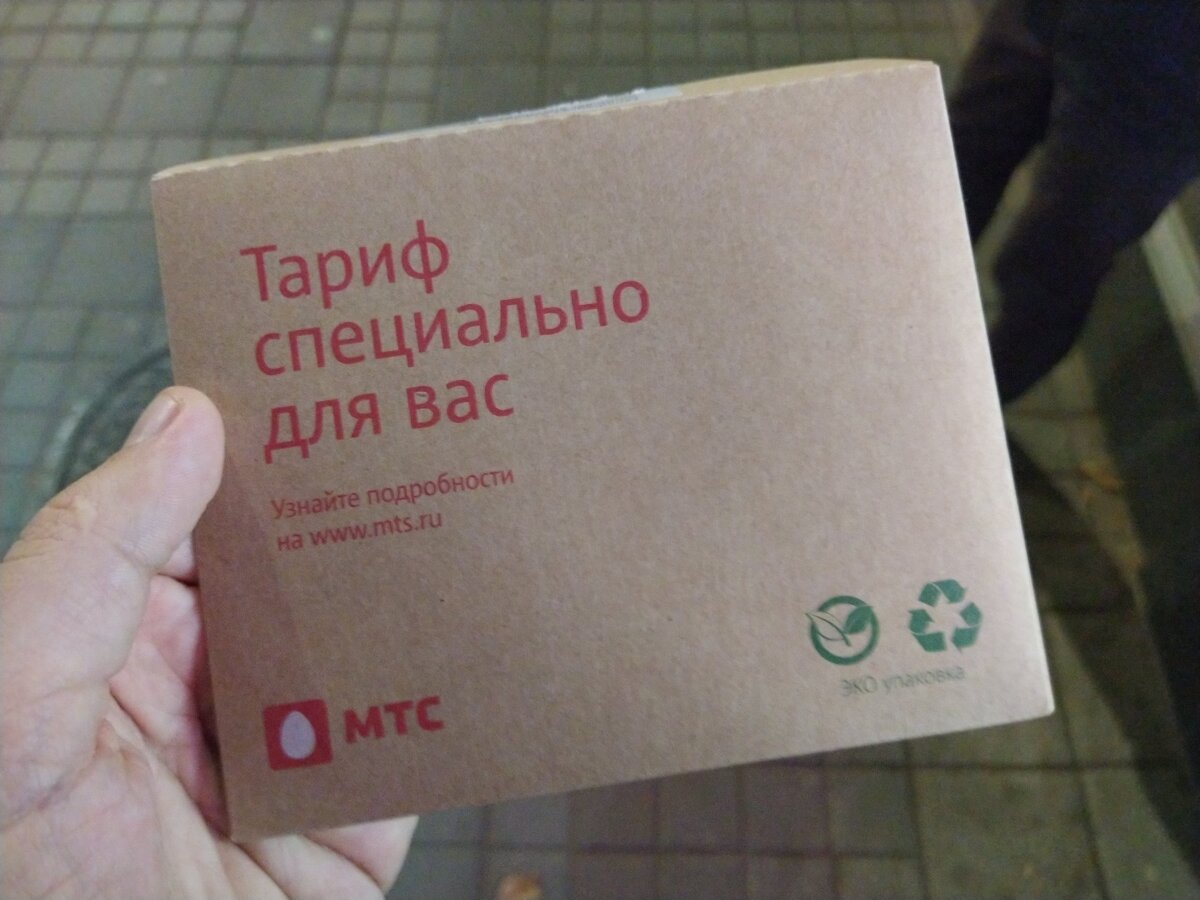 Тариф
специально
для вас
Узнайте подробности
на www.mts.ru
мтс
ЭКО упаковка